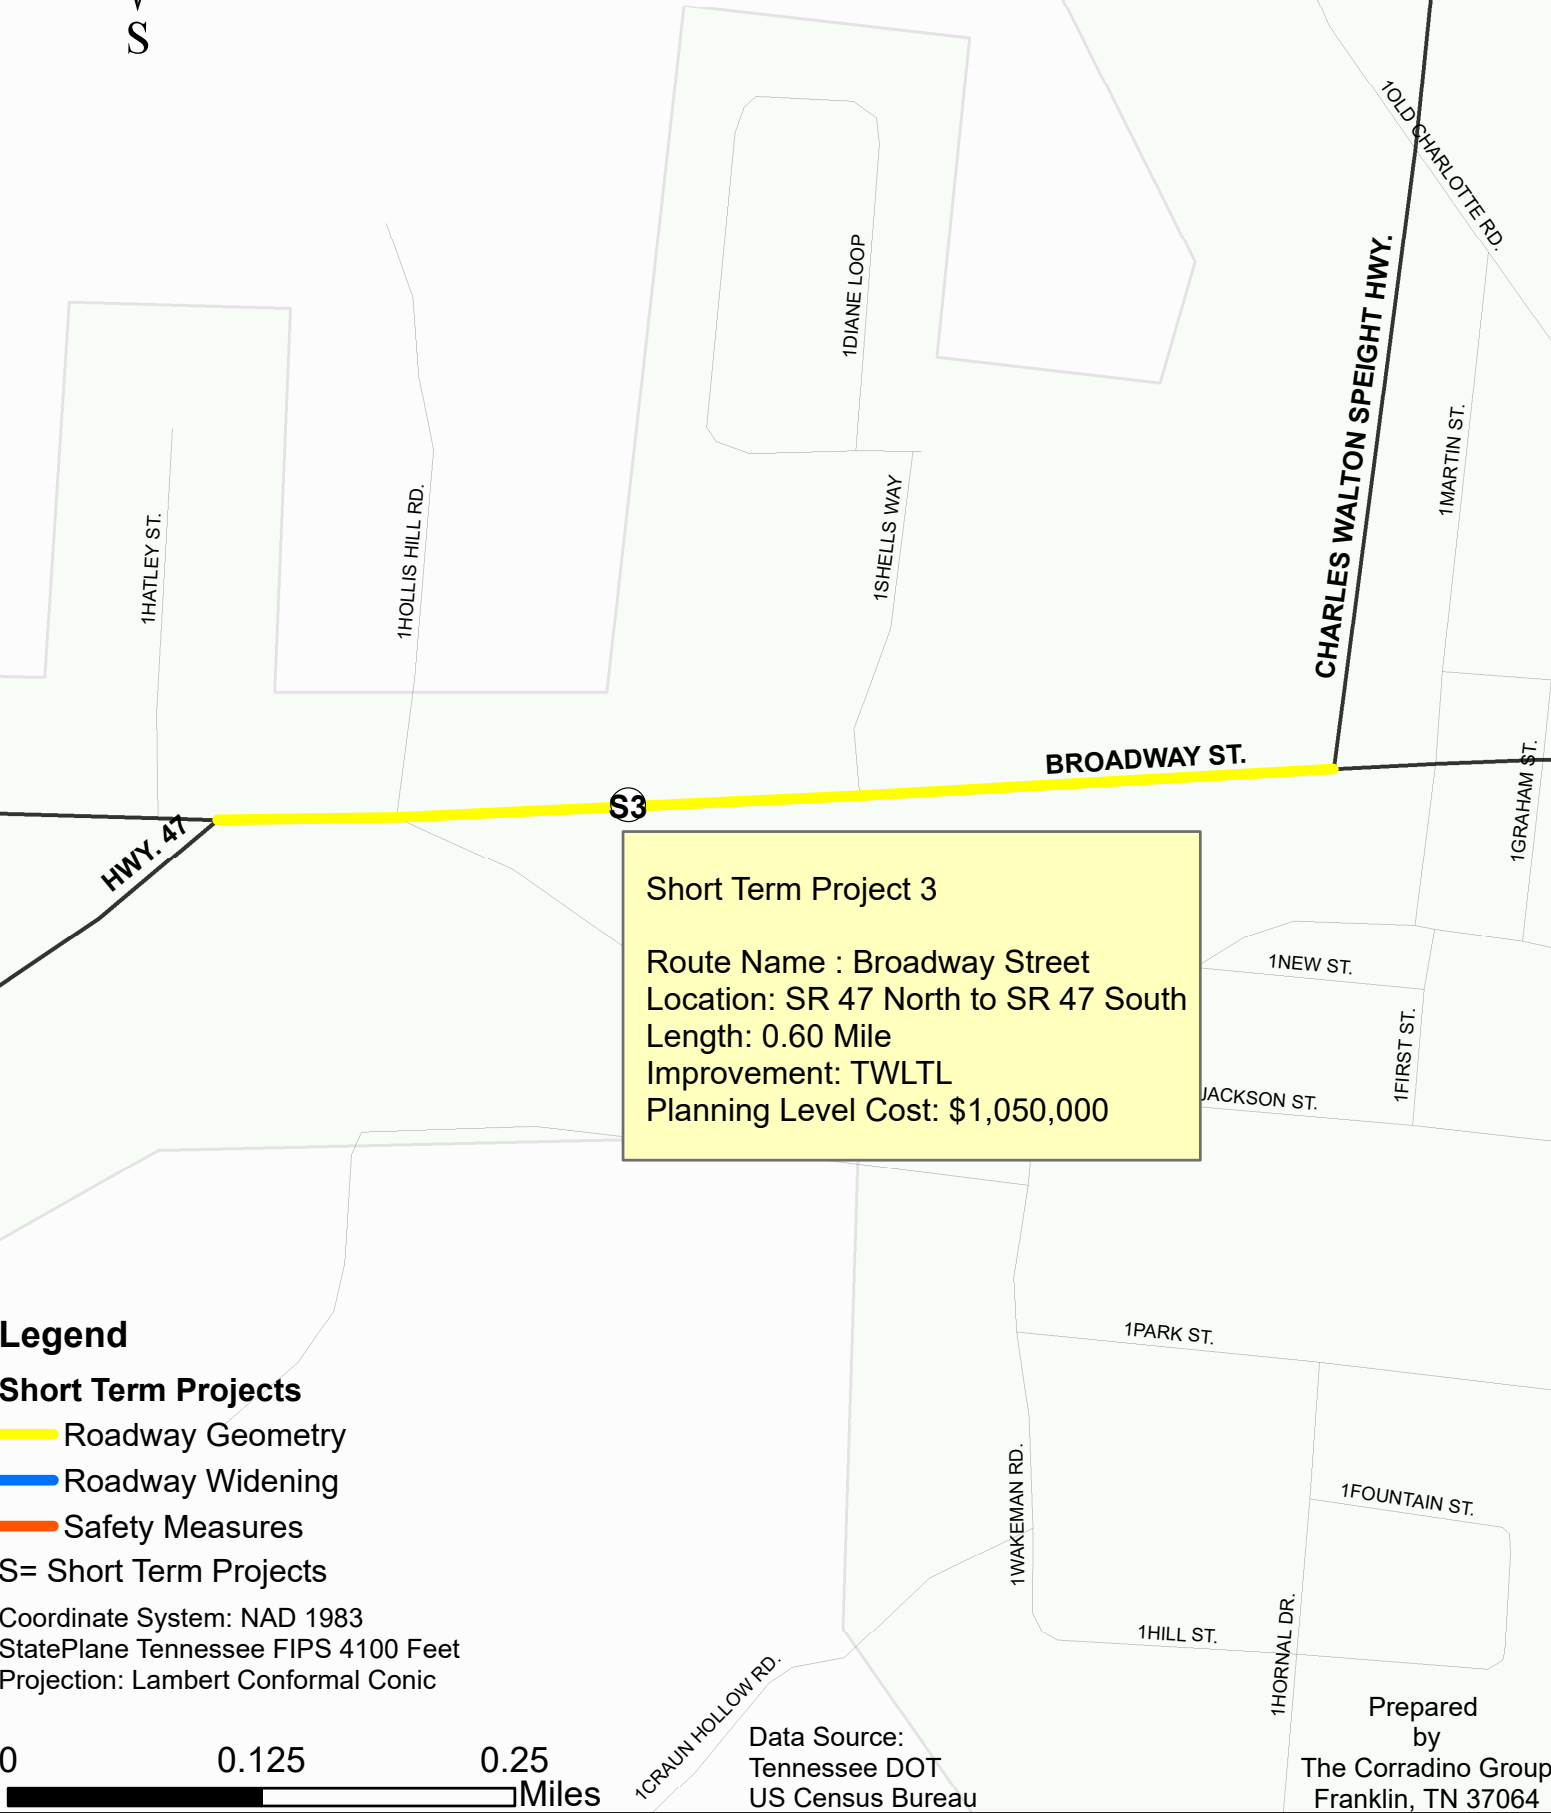 S
1OLD CHARLOTTE RD.
1DIANE LOOP
CHARLES WALTON SPEIGHT HWY.
1MARTIN ST.
1HATLEY ST.
1HOLLIS HILL RD.
1SHELLS WAY
BROADWAY ST.
1GRAHAM ST.
S3
HWY. 47
Short Term Project 3
Route Name : Broadway Street
Location: SR 47 North to SR 47 South
Length: 0.60 Mile
Improvement: TWLTL
Planning Level Cost: $1,050,000
1NEW ST.
1FIRST ST.
JACKSON ST.
1PARK ST.
Legend
Short Term Projects
Roadway Geometry
Roadway Widening
Safety Measures
S= Short Term Projects
Coordinate System: NAD 1983
StatePlane Tennessee FIPS 4100 Feet
Projection: Lambert Conformal Conic
1WAKEMAN RD.
1FOUNTAIN ST.
1HILL ST.
1HORNAL DR.
1CRAUN HOLLOW RD.
0 0.125 0.25
Miles
Data Source:
Tennessee DOT
US Census Bureau
Prepared
by
The Corradino Group
Franklin, TN 37064